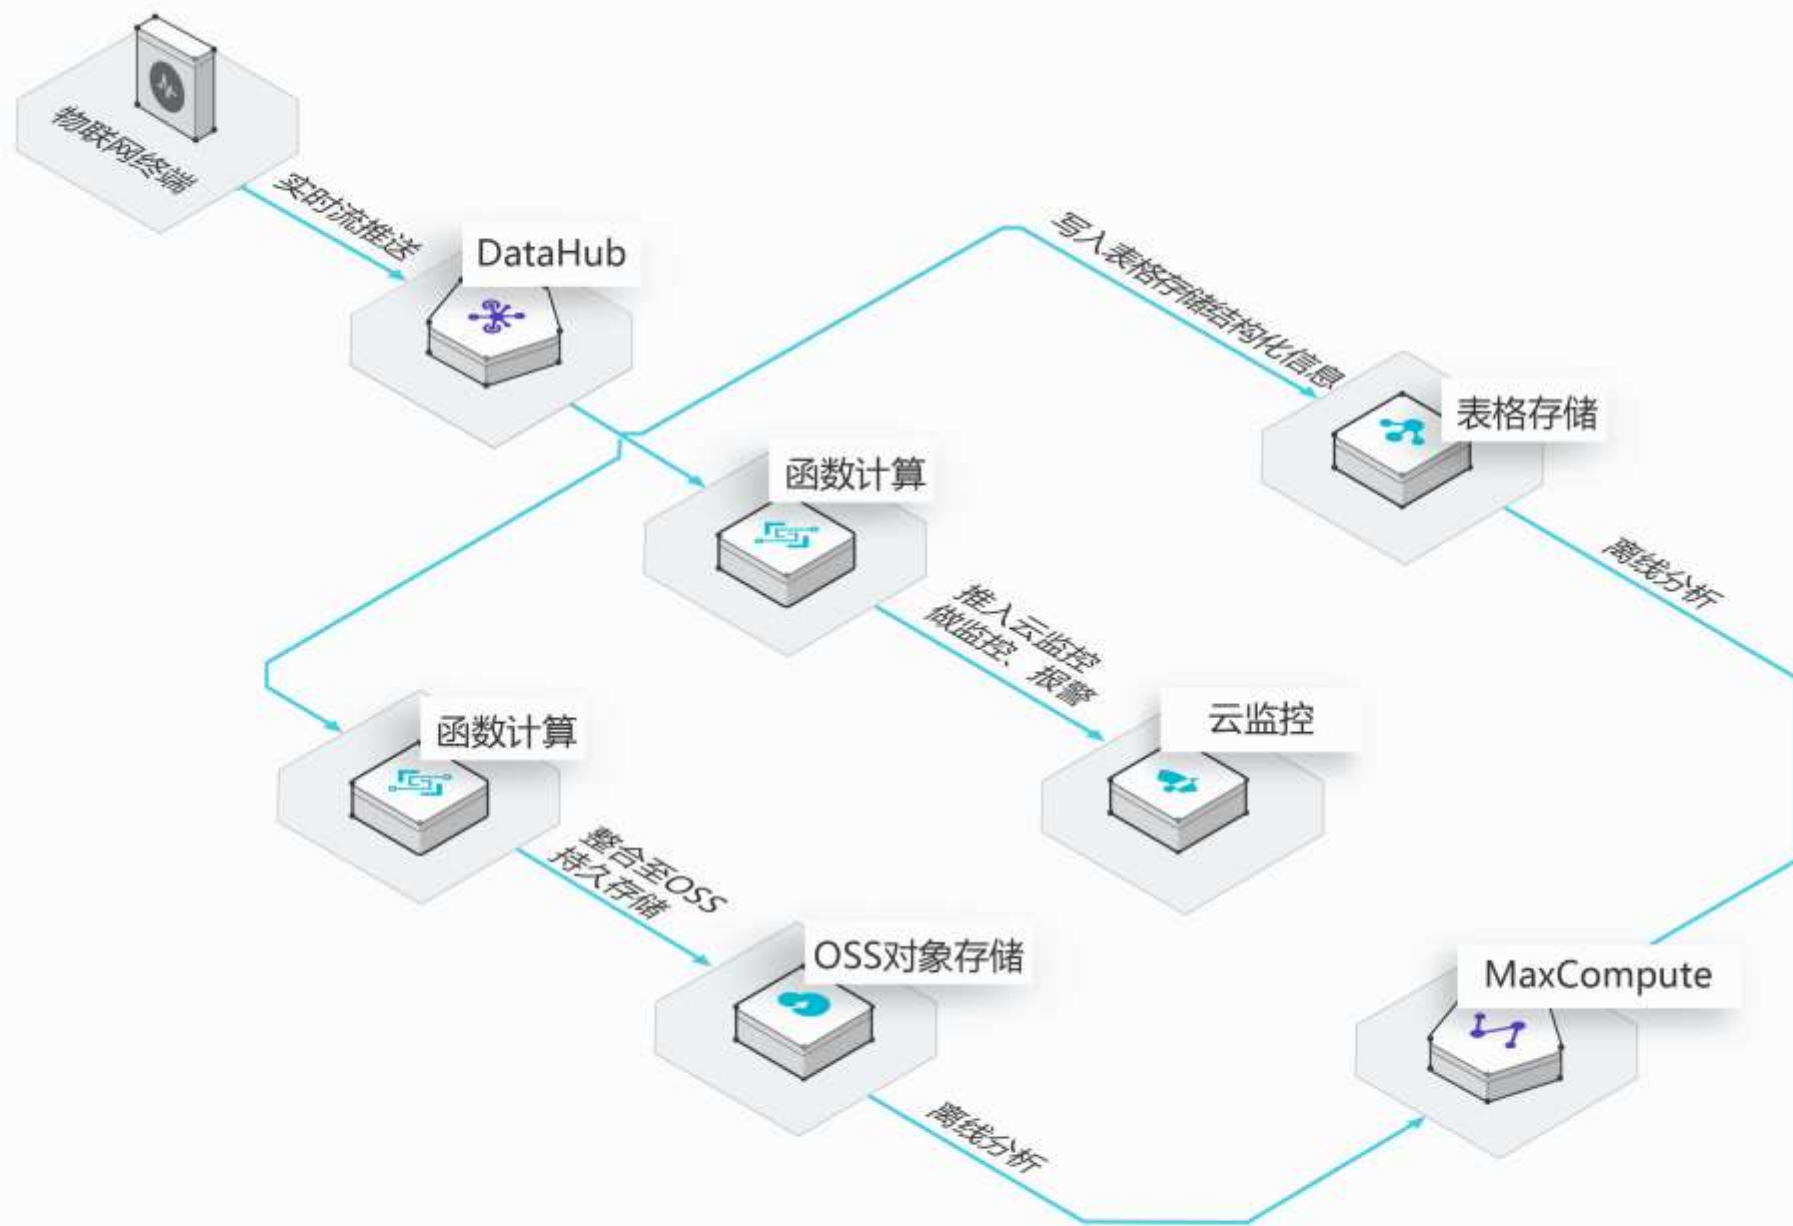 物联网终端
实时流推送
DataHub
写入表格存储结构化信息
表格存储
函数计算
离线分析
推入云监控
做监控、报警
函数计算
云监控
整合至OSS
持久存储
OSS对象存储
MaxCompute
离线分析